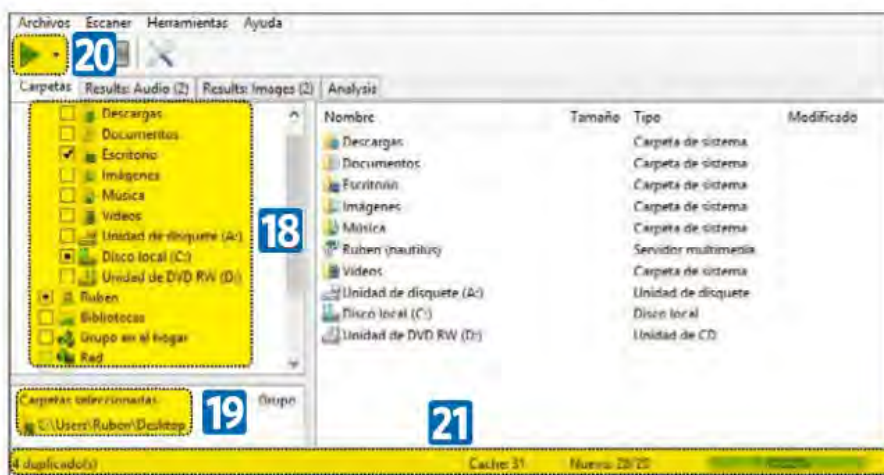 Archivos Escaner Herramientas Ayuda
20
Carpetas Results: Audio (2) Results: Images (2) Analysis
Descargas
Documentos
Escritorio
Imágenes
Música
Videos
Unidad de disquete (A:)
Disco local (C:)
Unidad de DVD RW (D:)
Ruben
Bibliotecas
Grupo en el hogar
Red
18
Nombre Tamaño Tipo Modificado
Descargas Carpeta de sistema
Documentos Carpeta de sistema
Escritorio Carpeta de sistema
Imágenes Carpeta de sistema
Música Carpeta de sistema
Ruben (nautilus) Servidor multimedia
Videos Carpeta de sistema
Unidad de disquete (A:) Unidad de disquete
Disco local (C:) Disco local
Unidad de DVD RW (D:) Unidad de CD
Carpetas seleccionadas Grupo
C:\Users\Ruben\Desktop
19
21
4 duplicado(s) Cache: 31 Nuevo: